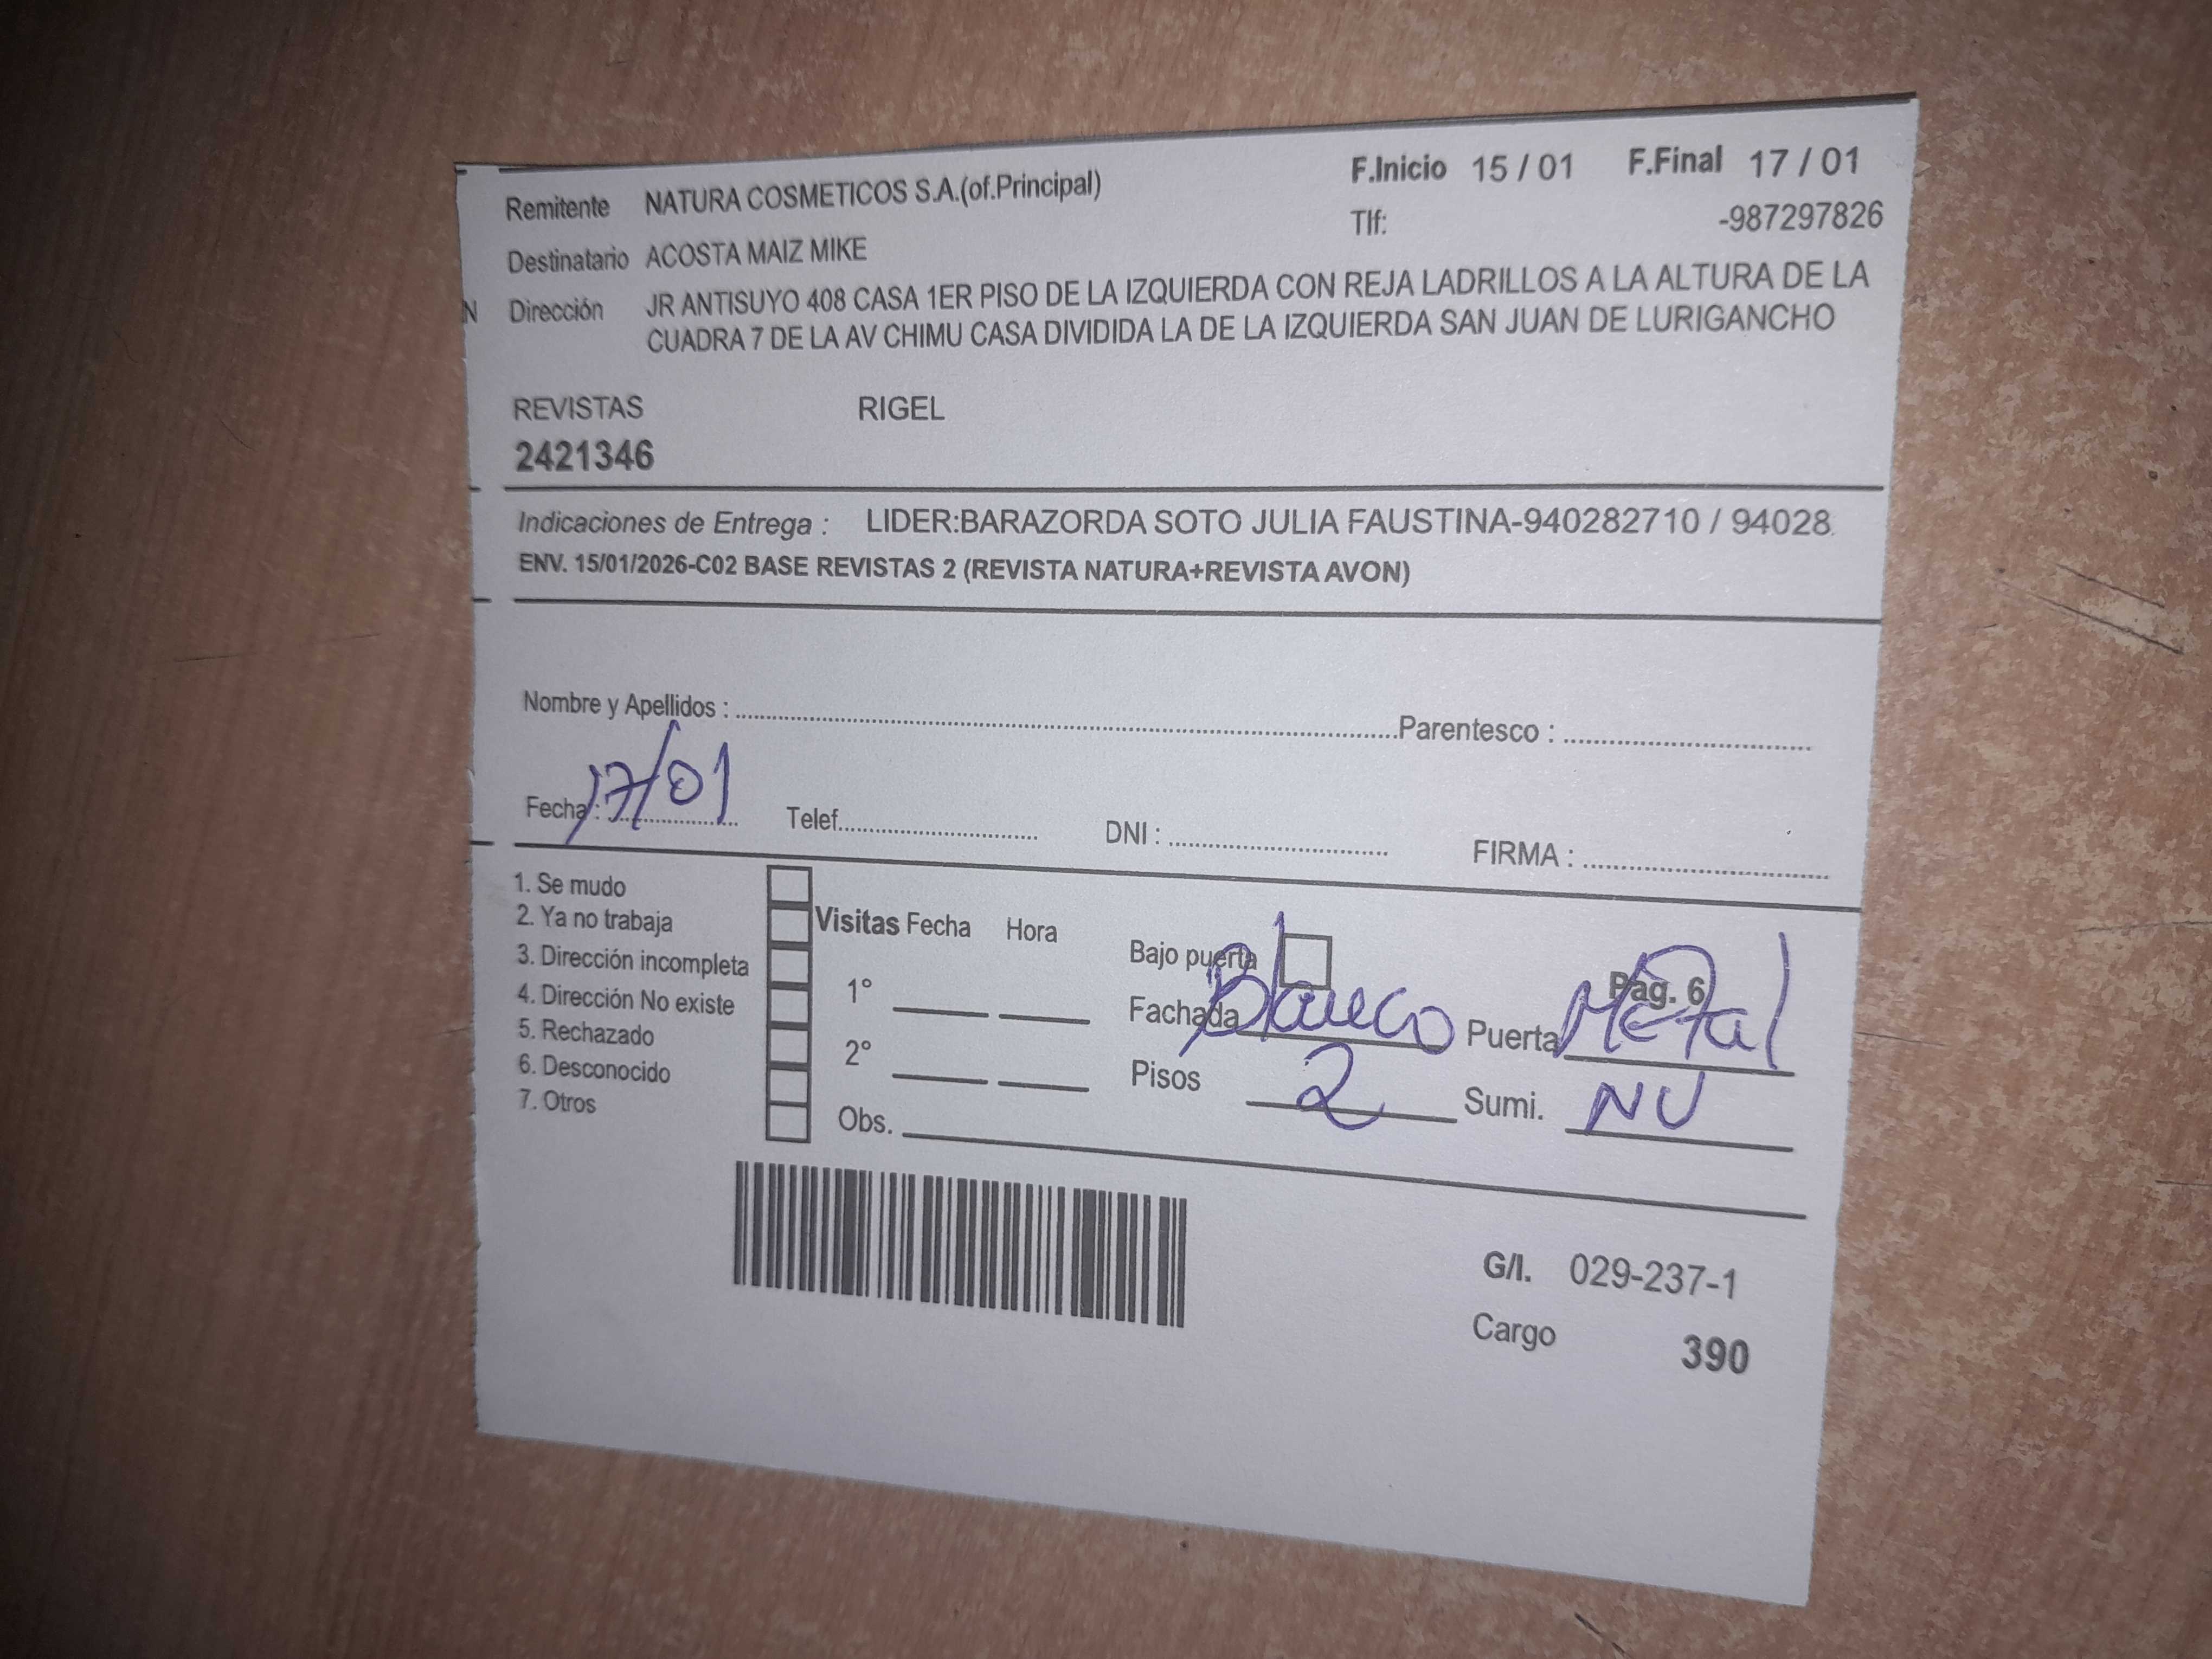 Remitente NATURA COSMETICOS S.A.(of.Principal) F.Inicio 15 / 01 F.Final 17 / 01
Tlf: -987297826
Destinatario ACOSTA MAIZ MIKE
N Dirección JR ANTISUYO 408 CASA 1ER PISO DE LA IZQUIERDA CON REJA LADRILLOS A LA ALTURA DE LA
CUADRA 7 DE LA AV CHIMU CASA DIVIDIDA LA DE LA IZQUIERDA SAN JUAN DE LURIGANCHO
REVISTAS RIGEL
2421346
Indicaciones de Entrega : LIDER:BARAZORDA SOTO JULIA FAUSTINA-940282710 / 94028
ENV. 15/01/2026-C02 BASE REVISTAS 2 (REVISTA NATURA+REVISTA AVON)
Nombre y Apellidos : Parentesco :
Fecha : 17/01 Telef. DNI : FIRMA :
1. Se mudo
2. Ya no trabaja
3. Dirección incompleta
4. Dirección No existe
5. Rechazado
6. Desconocido
7. Otros
Visitas Fecha Hora
1°
2°
Obs.
Bajo puerta Pag. 6
Fachada Blanco Puerta Metal
Pisos 2 Sumi. NU
G/I. 029-237-1
Cargo 390